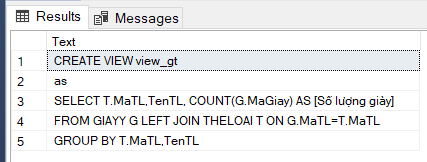 Results Messages
Text
1 CREATE VIEW view_gt
2 as
3 SELECT T.MaTL,TenTL, COUNT(G.MaGiay) AS [Số lượng giày]
4 FROM GIAYY G LEFT JOIN THELOAI T ON G.MaTL=T.MaTL
5 GROUP BY T.MaTL,TenTL